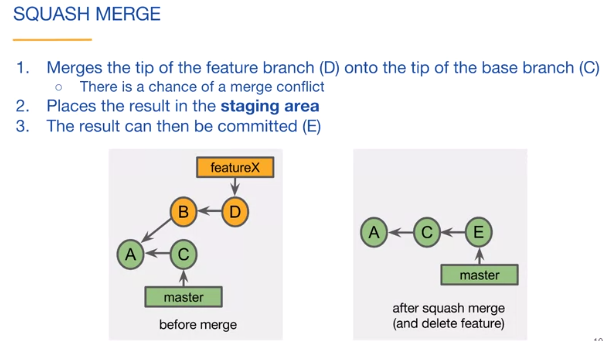 SQUASH MERGE
1. Merges the tip of the feature branch (D) onto the tip of the base branch (C)
○ There is a chance of a merge conflict
2. Places the result in the staging area
3. The result can then be committed (E)
featureX
B D
A C
master
before merge
A C E
master
after squash merge
(and delete feature)